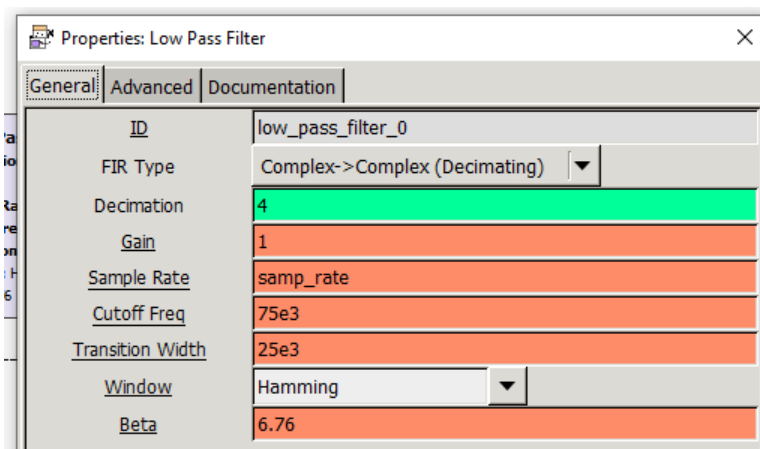 Properties: Low Pass Filter
General Advanced Documentation
ID low_pass_filter_0
FIR Type Complex->Complex (Decimating)
Decimation 4
Gain 1
Sample Rate samp_rate
Cutoff Freq 75e3
Transition Width 25e3
Window Hamming
Beta 6.76